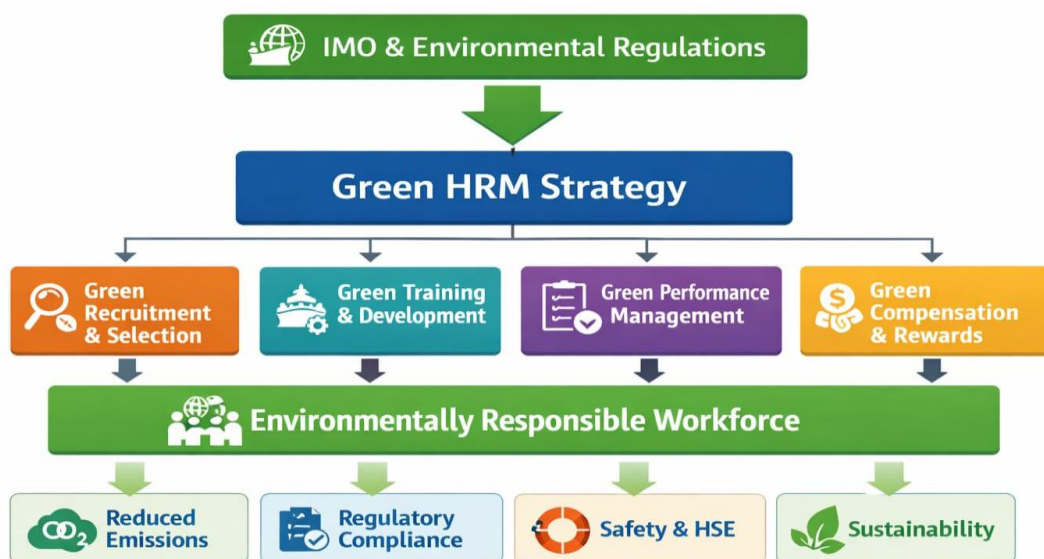 IMO & Environmental Regulations
Green HRM Strategy
Green
Recruitment
& Selection
Green Training
& Development
Green Performance
Management
$
Green
Compensation
& Rewards
Environmentally Responsible Workforce
CO2
Reduced
Emissions
Regulatory
Compliance
Safety & HSE
Sustainability